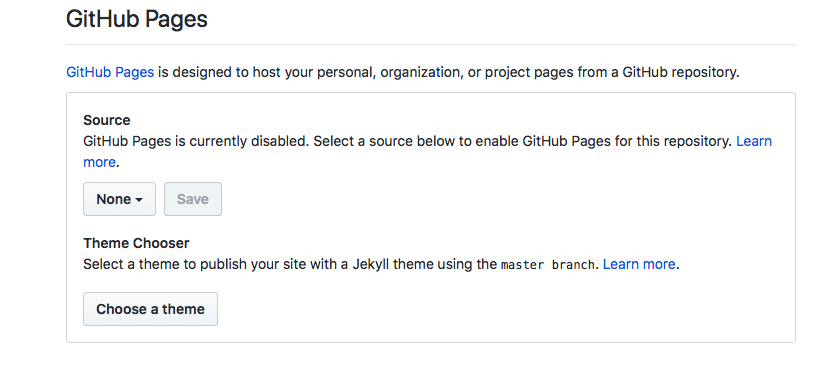 GitHub Pages
GitHub Pages is designed to host your personal, organization, or project pages from a GitHub repository.
Source
GitHub Pages is currently disabled. Select a source below to enable GitHub Pages for this repository. Learn
more.
None Save
Theme Chooser
Select a theme to publish your site with a Jekyll theme using the master branch. Learn more.
Choose a theme